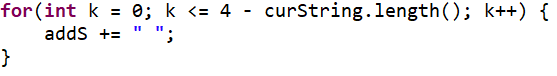 for(int k = 0; k <= 4 - curString.length(); k++) {
    addS += " ";
}